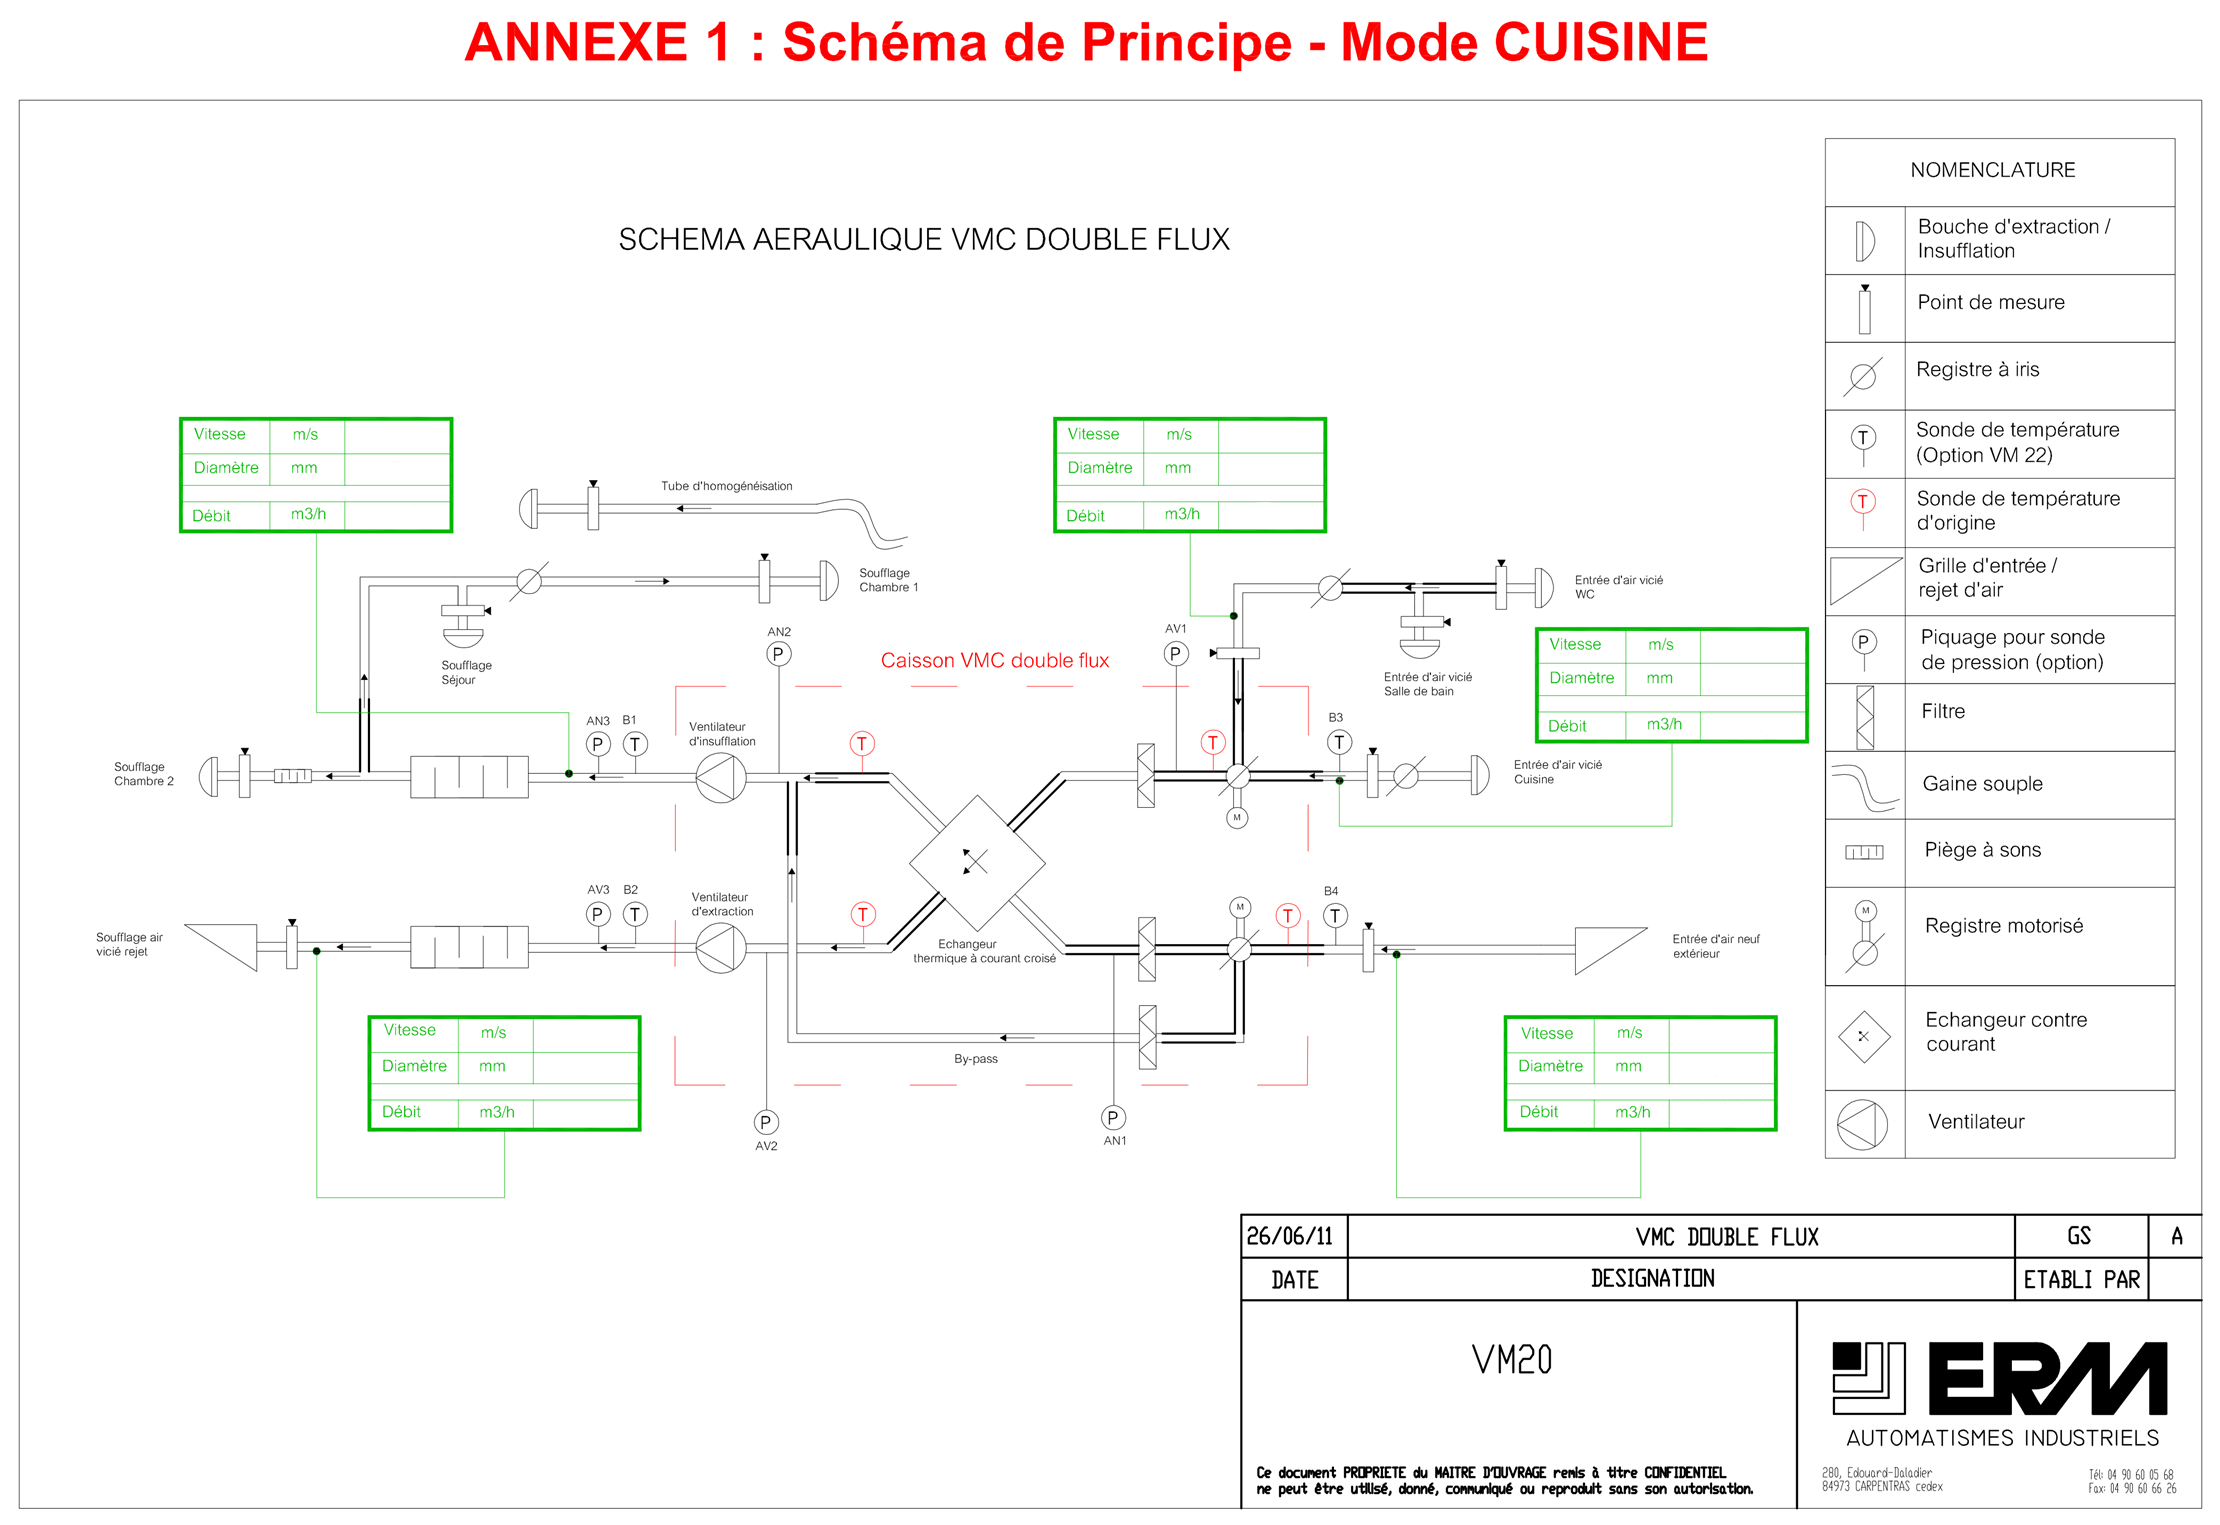 ANNEXE 1 : Schéma de Principe - Mode CUISINE
SCHEMA AERAULIQUE VMC DOUBLE FLUX
NOMENCLATURE
Bouche d'extraction /
Insufflation
Point de mesure
Registre à iris
T
Sonde de température
(Option VM 22)
T
Sonde de température
d'origine
Grille d'entrée /
rejet d'air
P
Piquage pour sonde
de pression (option)
Filtre
Gaine souple
Piège à sons
M
Registre motorisé
Echangeur contre
courant
Ventilateur
Vitesse m/s
Diamètre mm
Débit m3/h
Vitesse m/s
Diamètre mm
Débit m3/h
Tube d'homogénéisation
Soufflage
Chambre 1
Entrée d'air vicié
WC
Soufflage
Séjour
AN2
P
AV1
P
Caisson VMC double flux
Entrée d'air vicié
Salle de bain
Vitesse m/s
Diamètre mm
Débit m3/h
Soufflage
Chambre 2
AN3 B1
P T
Ventilateur
d'insufflation
T
T
B3
T
M
Entrée d'air vicié
Cuisine
Soufflage air
vicié rejet
AV3 B2
P T
Ventilateur
d'extraction
T
Echangeur
thermique à courant croisé
M
T
B4
T
Entrée d'air neuf
extérieur
Vitesse m/s
Diamètre mm
Débit m3/h
By-pass
P
AV2
P
AN1
Vitesse m/s
Diamètre mm
Débit m3/h
26/06/11 VMC DOUBLE FLUX GS A
DATE DESIGNATION ETABLI PAR
VM20
Ce document PROPRIETE du MAITRE D'OUVRAGE remis à titre CONFIDENTIEL
ne peut être utilisé, donné, communiqué ou reproduit sans son autorisation.
ERM
AUTOMATISMES INDUSTRIELS
280, Edouard-Daladier Tél: 04 90 60 05 68
84973 CARPENTRAS cedex Fax: 04 90 60 66 26